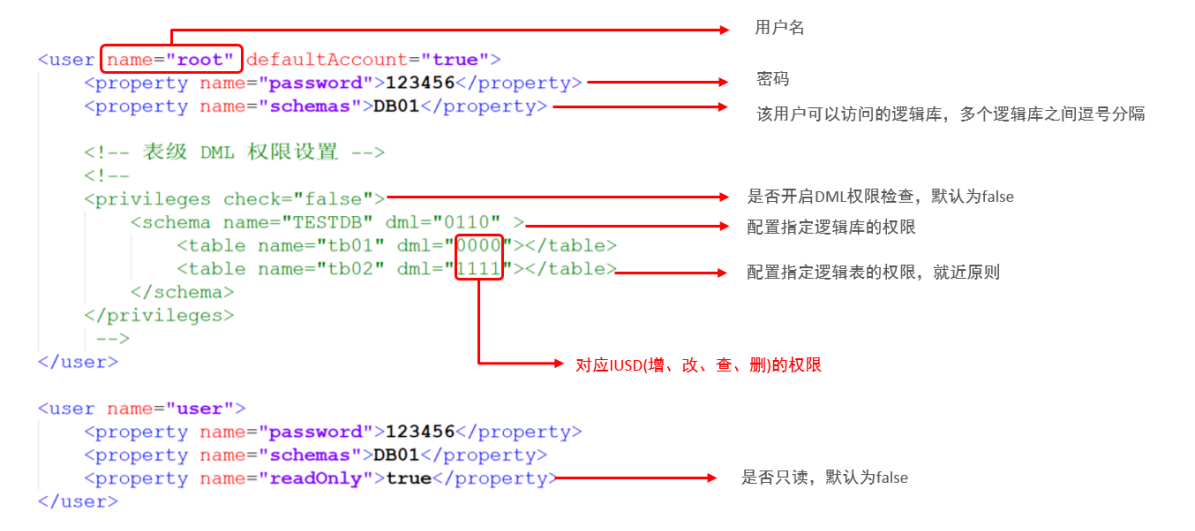 用户名
<user name="root" defaultAccount="true">
<property name="password">123456</property>
密码
<property name="schemas">DB01</property>
该用户可以访问的逻辑库，多个逻辑库之间逗号分隔
<!-- 表级 DML 权限设置 -->
<!--
<privileges check="false">
是否开启DML权限检查，默认为false
<schema name="TESTDB" dml="0110" >
配置指定逻辑库的权限
<table name="tb01" dml="0000"></table>
<table name="tb02" dml="1111"></table>
配置指定逻辑表的权限，就近原则
</schema>
</privileges>
-->
</user>
对应IUSD(增、改、查、删)的权限
<user name="user">
<property name="password">123456</property>
<property name="schemas">DB01</property>
<property name="readOnly">true</property>
是否只读，默认为false
</user>